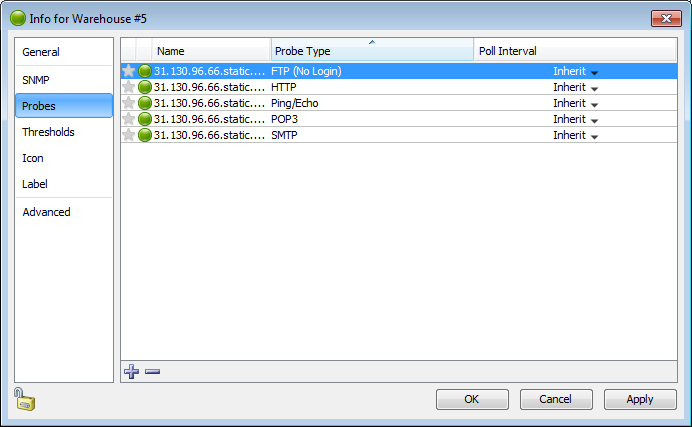 Info for Warehouse #5
General
SNMP
Probes
Thresholds
Icon
Label
Advanced
Name Probe Type Poll Interval
31.130.96.66.static.... FTP (No Login) Inherit
31.130.96.66.static.... HTTP Inherit
31.130.96.66.static.... Ping/Echo Inherit
31.130.96.66.static.... POP3 Inherit
31.130.96.66.static.... SMTP Inherit
OK Cancel Apply